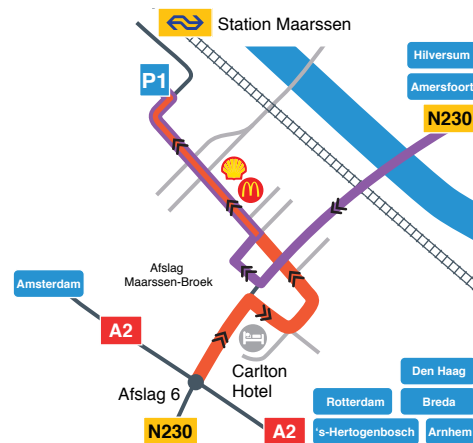 Station Maarssen
P1
Hilversum
Amersfoort
N230
Afslag
Maarssen-Broek
Amsterdam
A2
Carlton
Hotel
Afslag 6
N230
A2
Den Haag
Rotterdam
Breda
's-Hertogenbosch
Arnhem